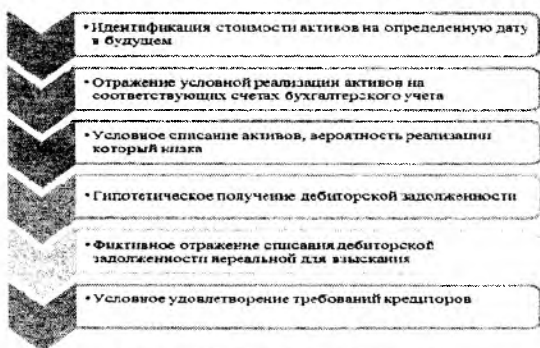 • Идентификация стоимости активов на определенную дату
в будущем
• Отражение условной реализации активов на
соответствующих счетах бухгалтерского учета
• Условное списание активов, вероятность реализации
который низка
• Гипотетическое получение дебиторской задолженности
• Фиктивное отражение списания дебиторской
задолженности нереальной для взыскания
• Условное удовлетворение требований кредиторов